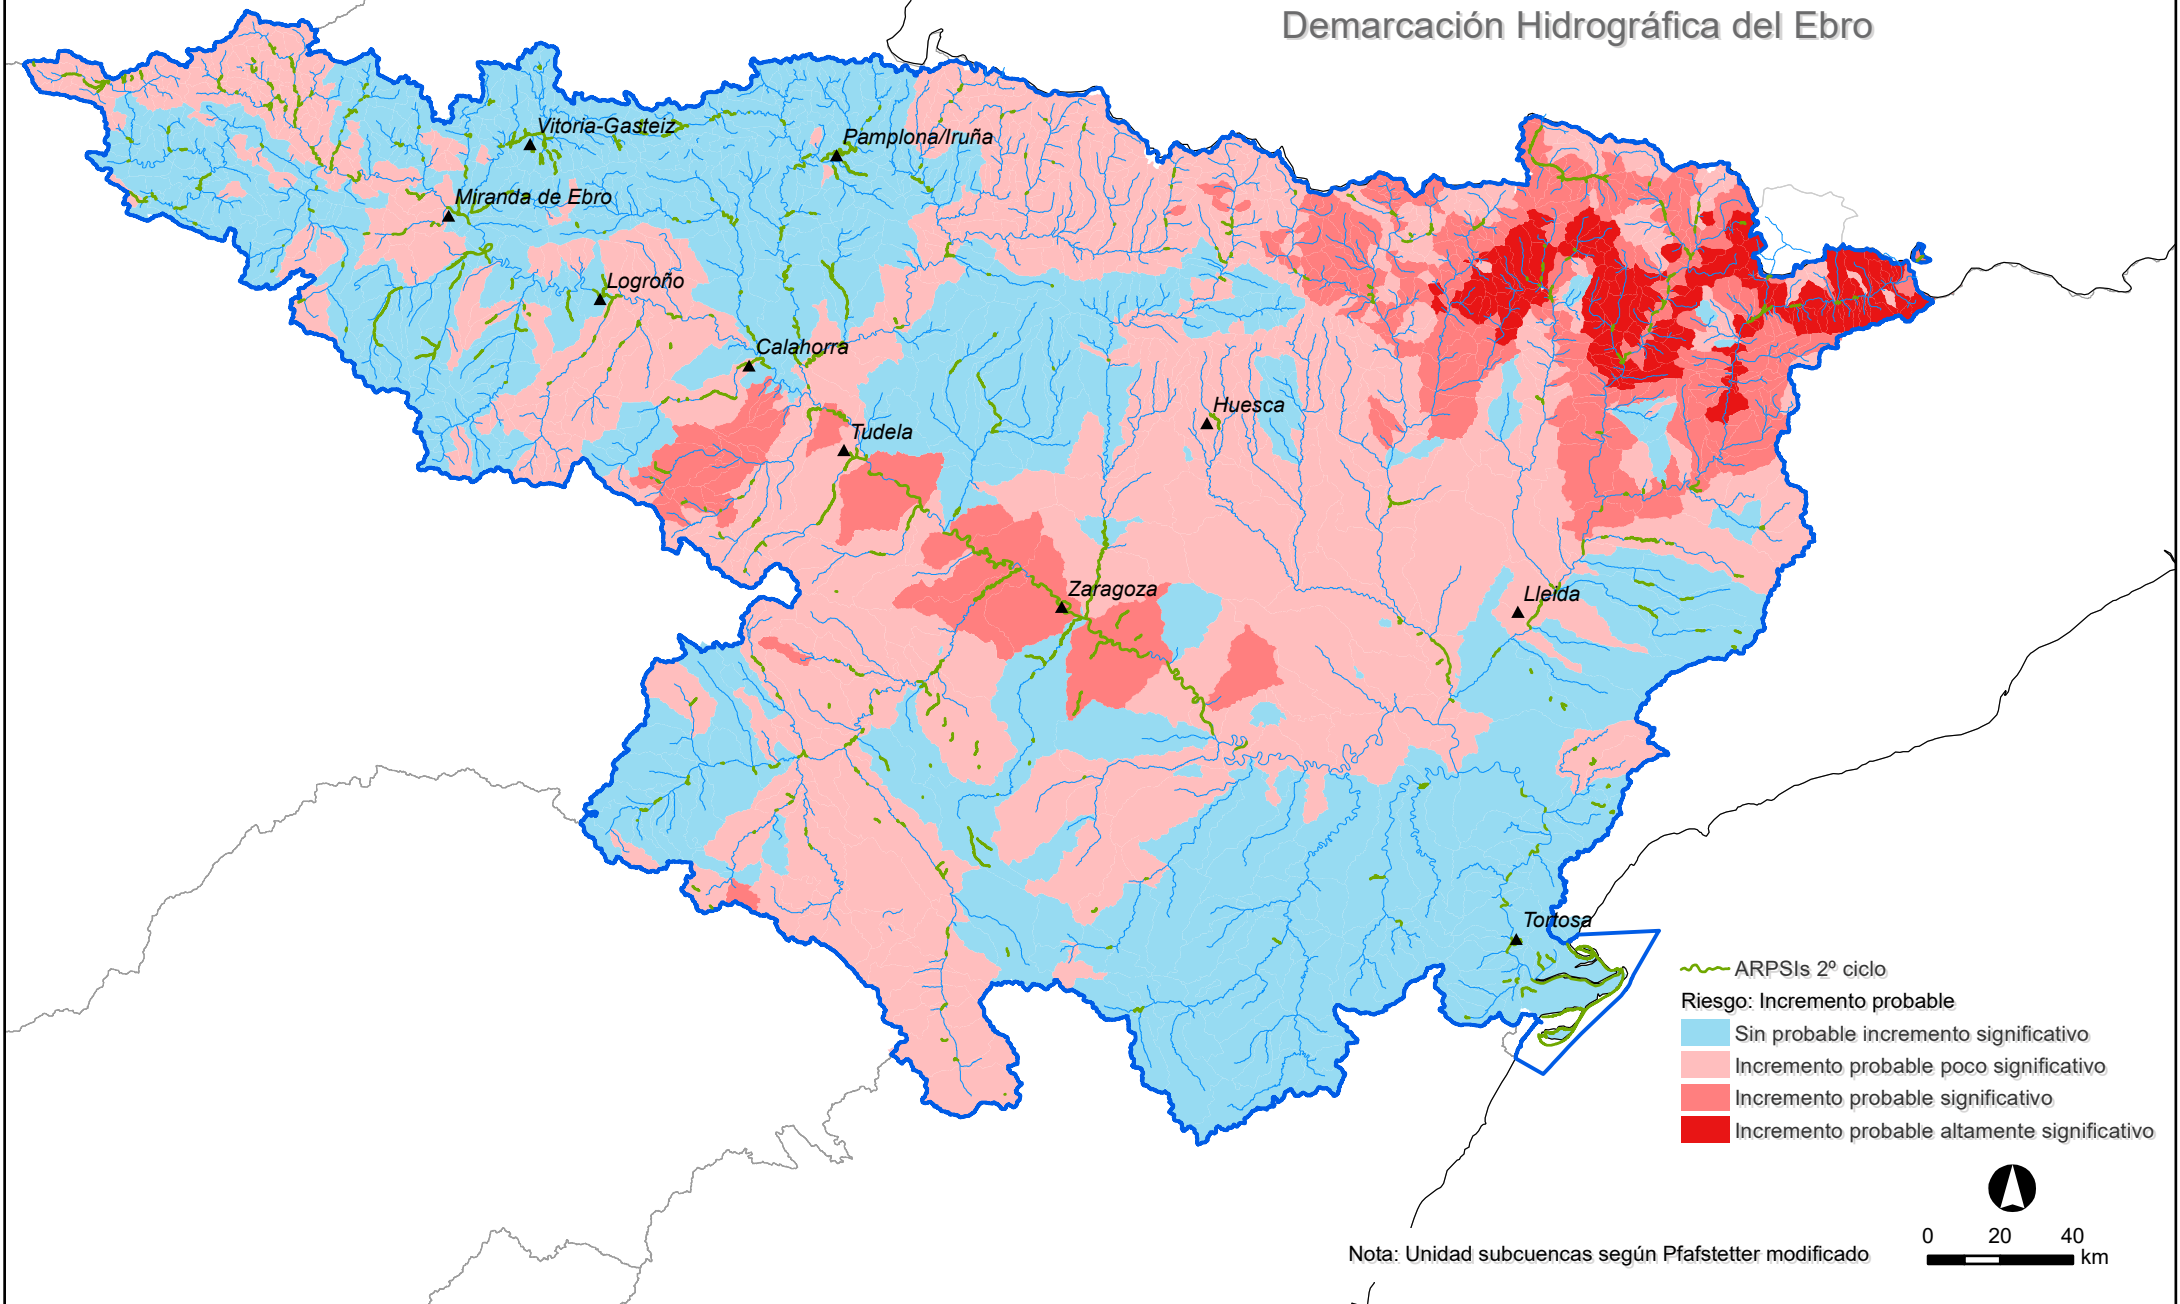 Demarcación Hidrográfica del Ebro
Vitoria-Gasteiz
Pamplona/Iruña
Miranda de Ebro
Logroño
Calahorra
Huesca
Tudela
Zaragoza
Lleida
Tortosa
ARPSIs 2º ciclo
Riesgo: Incremento probable
Sin probable incremento significativo
Incremento probable poco significativo
Incremento probable significativo
Incremento probable altamente significativo
0 20 40
km
Nota: Unidad subcuencas según Pfafstetter modificado